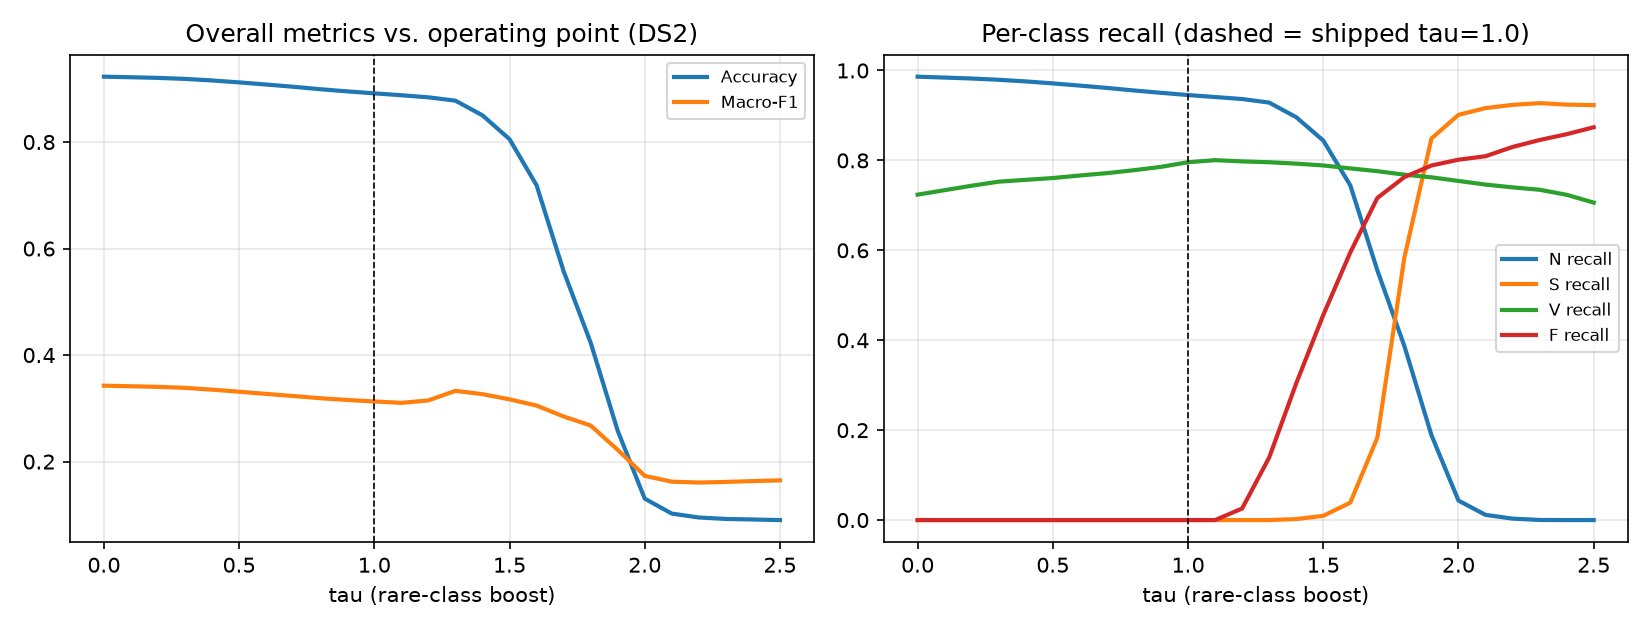 Overall metrics vs. operating point (DS2)
Accuracy
Macro-F1
0.8
0.6
0.4
0.2
0.0 0.5 1.0 1.5 2.0 2.5
tau (rare-class boost)
Per-class recall (dashed = shipped tau=1.0)
1.0
0.8
0.6
0.4
0.2
0.0
N recall
S recall
V recall
F recall
0.0 0.5 1.0 1.5 2.0 2.5
tau (rare-class boost)